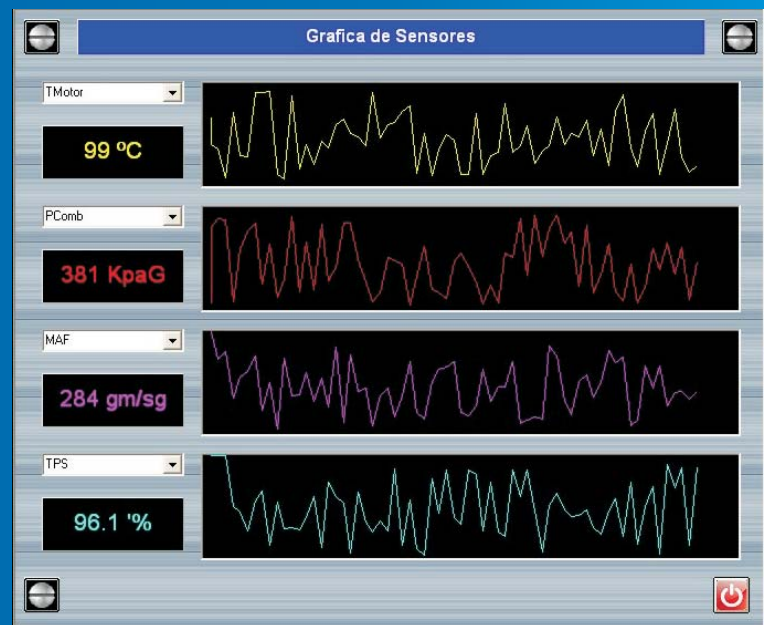 Grafica de Sensores
TMotor
99 ºC
PComb
381 KpaG
MAF
284 gm/sg
TPS
96.1 '%